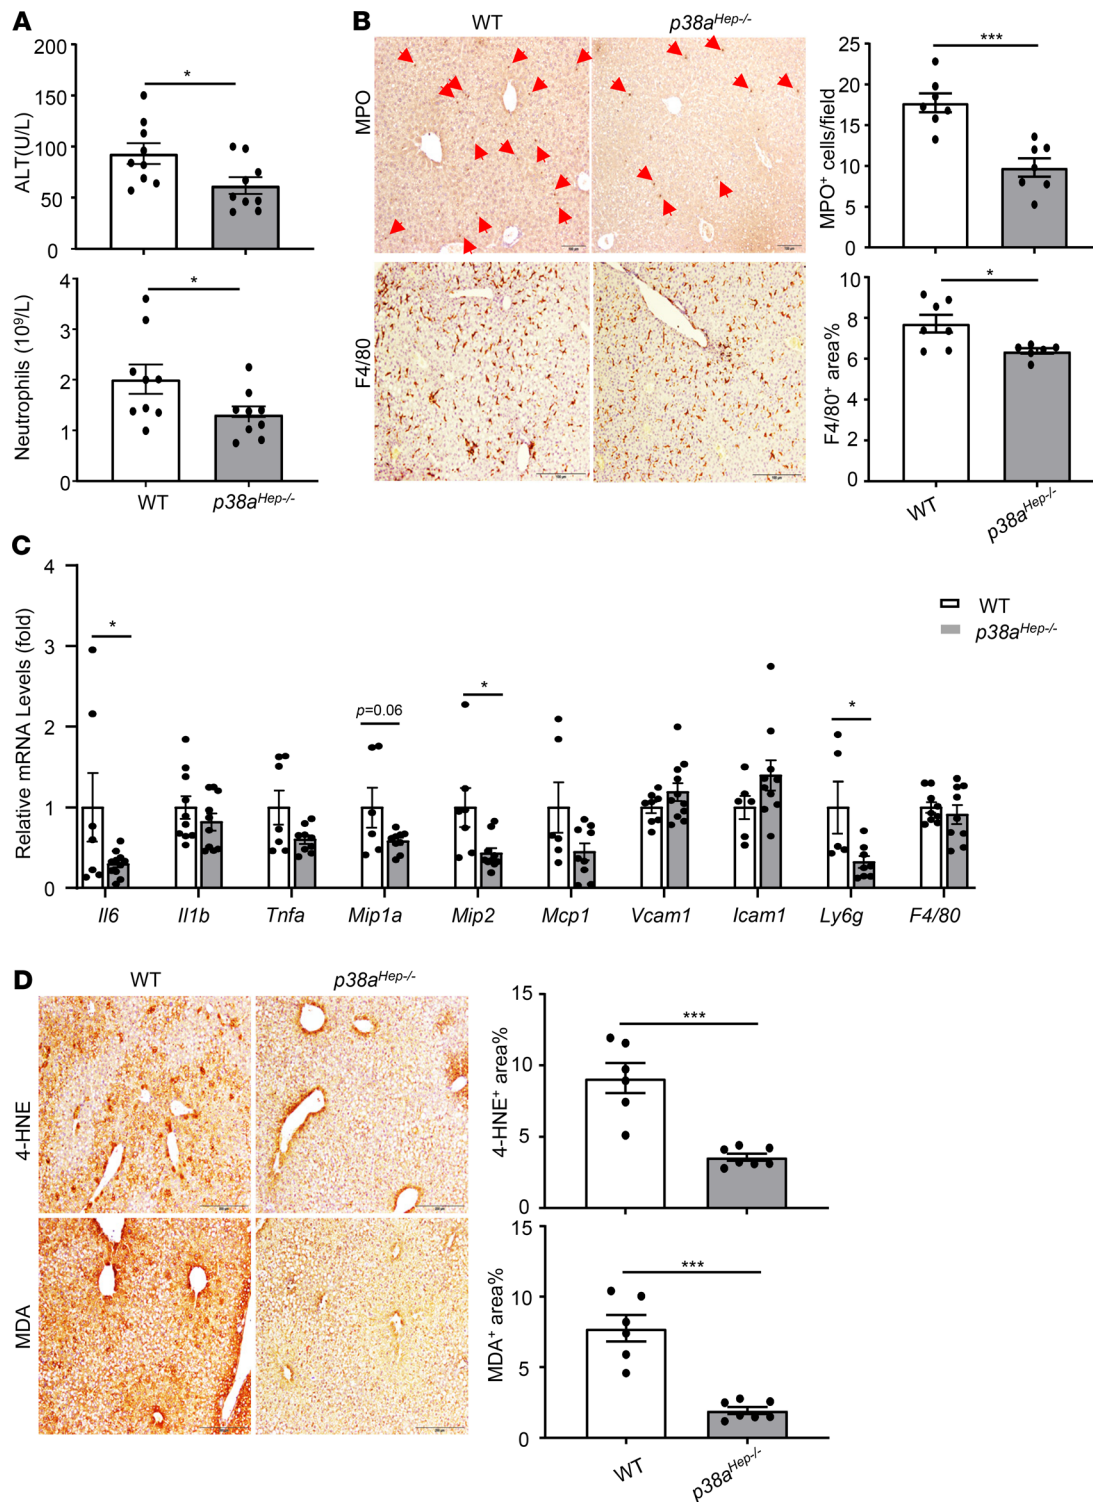 A
200
150
100
50
0
ALT(U/L)
*
4
3
2
1
0
Neutrophils (10⁹/L)
*
WT
p38a^Hep-/-
B
WT
p38a^Hep-/-
MPO
F4/80
25
20
15
10
5
0
MPO⁺ cells/field
***
10
8
6
4
2
0
F4/80⁺ area%
*
WT
p38a^Hep-/-
C
4
3
2
1
0
Relative mRNA Levels (fold)
*
p=0.06
*
*
WT
p38a^Hep-/-
Il6
Il1b
Tnfa
Mip1a
Mip2
Mcp1
Vcam1
Icam1
Ly6g
F4/80
D
WT
p38a^Hep-/-
4-HNE
MDA
15
10
5
0
4-HNE⁺ area%
***
15
10
5
0
MDA⁺ area%
***
WT
p38a^Hep-/-